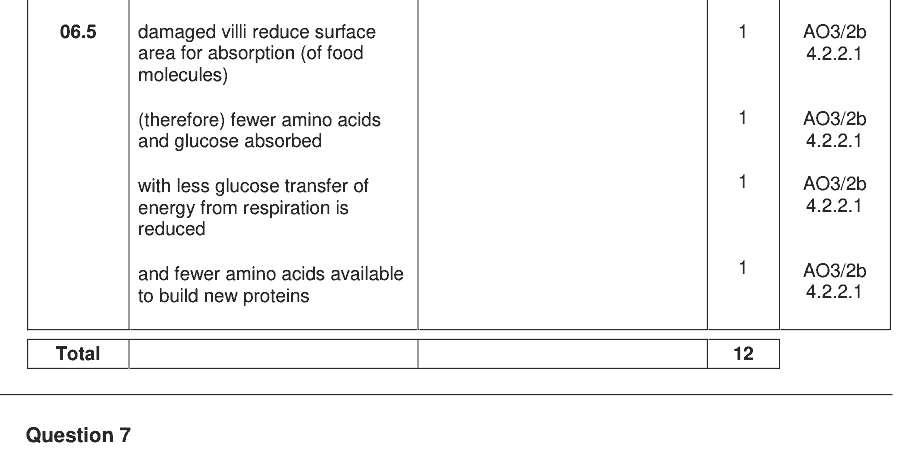 06.5
damaged villi reduce surface
area for absorption (of food
molecules)
1
AO3/2b
4.2.2.1
(therefore) fewer amino acids
and glucose absorbed
1
AO3/2b
4.2.2.1
with less glucose transfer of
energy from respiration is
reduced
1
AO3/2b
4.2.2.1
and fewer amino acids available
to build new proteins
1
AO3/2b
4.2.2.1
Total
12
Question 7